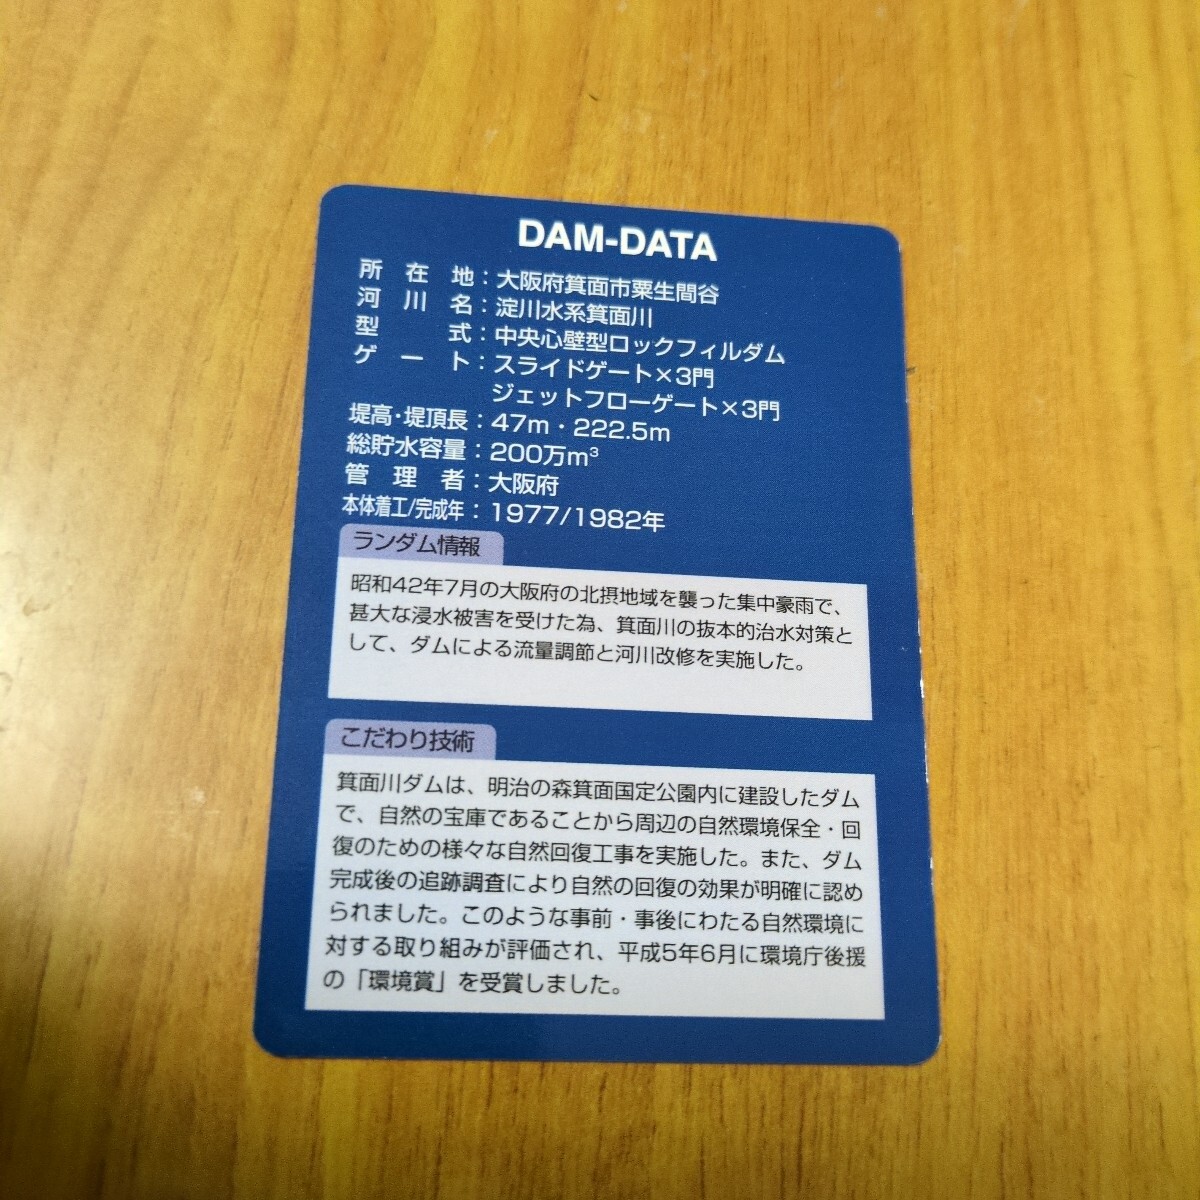 DAM-DATA
所在地：大阪府箕面市粟生間谷
河川名：淀川水系箕面川
型式：中央心壁型ロックフィルダム
ゲート：スライドゲート×3門
ジェットフローゲート×3門
堤高・堤頂長：47m・222.5m
総貯水容量：200万m³
管理者：大阪府
本体着工/完成年：1977/1982年
ランダム情報
昭和42年7月の大阪府の北摂地域を襲った集中豪雨で、
甚大な浸水被害を受けた為、箕面川の抜本的治水対策と
して、ダムによる流量調節と河川改修を実施した。
こだわり技術
箕面川ダムは、明治の森箕面国定公園内に建設したダム
で、自然の宝庫であることから周辺の自然環境保全・回
復のための様々な自然回復工事を実施した。また、ダム
完成後の追跡調査により自然の回復の効果が明確に認め
られました。このような事前・事後にわたる自然環境に
対する取り組みが評価され、平成5年6月に環境庁後援
の「環境賞」を受賞しました。